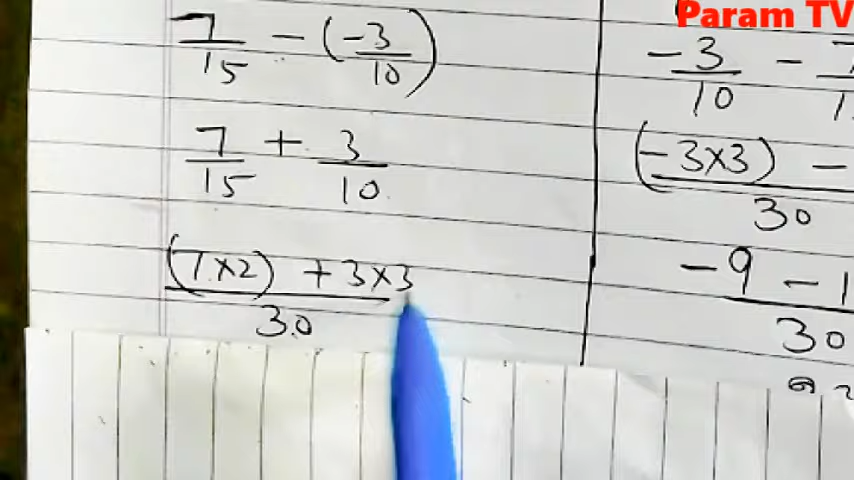 Param TV
7/15 - (-3/10)
7/15 + 3/10
(7×2) + 3×3
30
-3/10 -
(-3×3) -
30
-9 - 1
30